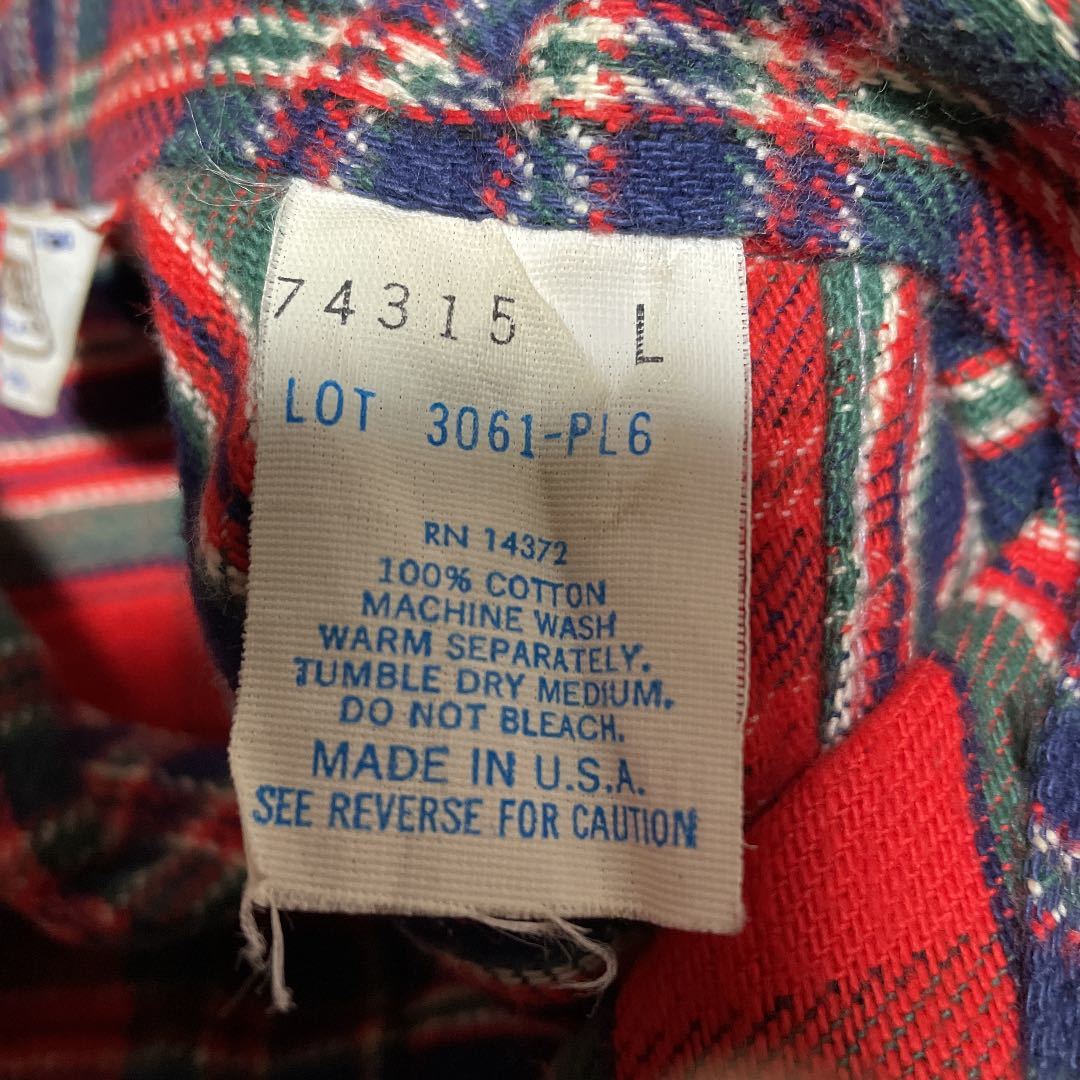 74315 L
LOT 3061-PL6
RN 14372
100% COTTON
MACHINE WASH
WARM SEPARATELY.
TUMBLE DRY MEDIUM.
DO NOT BLEACH.
MADE IN U.S.A.
SEE REVERSE FOR CAUTION